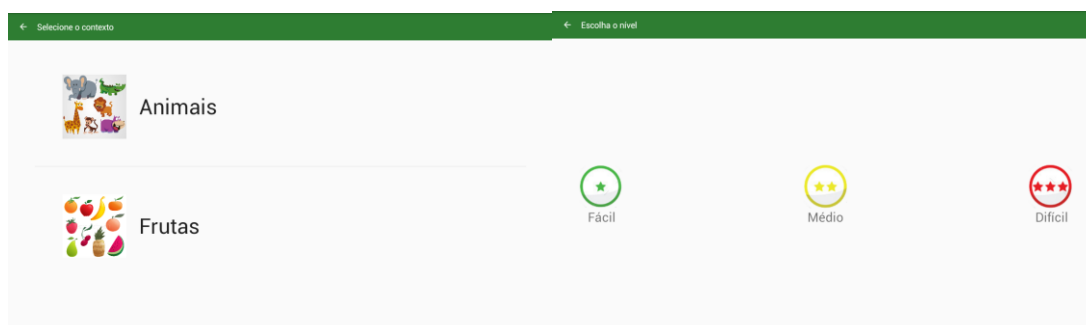 Selecione o contexto
Animais
Frutas
Escolha o nível
Fácil
Médio
Difícil